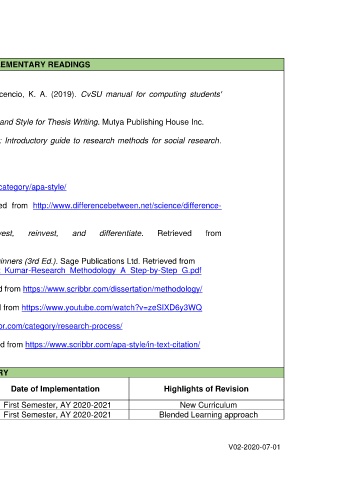 EMENTARY READINGS
cencio, K. A. (2019). CvSU manual for computing students'
and Style for Thesis Writing. Mutya Publishing House Inc.
: Introductory guide to research methods for social research.
category/apa-style/
ed from http://www.differencebetween.net/science/difference-
vest, reinvest, and differentiate. Retrieved from
inners (3rd Ed.). Sage Publications Ltd. Retrieved from
_Kumar-Research_Methodology_A_Step-by-Step_G.pdf
d from https://www.scribbr.com/dissertation/methodology/
d from https://www.youtube.com/watch?v=zeSIXD6y3WQ
br.com/category/research-process/
ed from https://www.scribbr.com/apa-style/in-text-citation/
RY
Date of Implementation Highlights of Revision
First Semester, AY 2020-2021 New Curriculum
First Semester, AY 2020-2021 Blended Learning approach
V02-2020-07-01